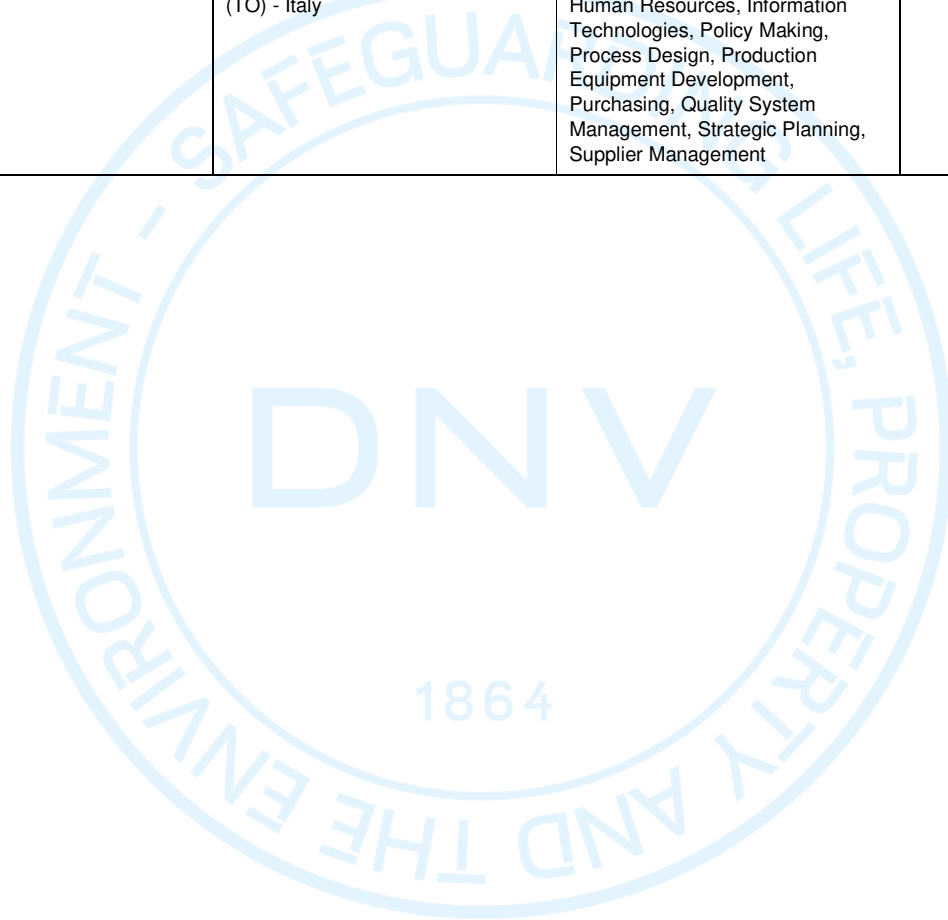 (TO) - Italy
Human Resources, Information
Technologies, Policy Making,
Process Design, Production
Equipment Development,
Purchasing, Quality System
Management, Strategic Planning,
Supplier Management
SAFEGUARDING LIFE, PROPERTY AND THE ENVIRONMENT -
DNV
1864